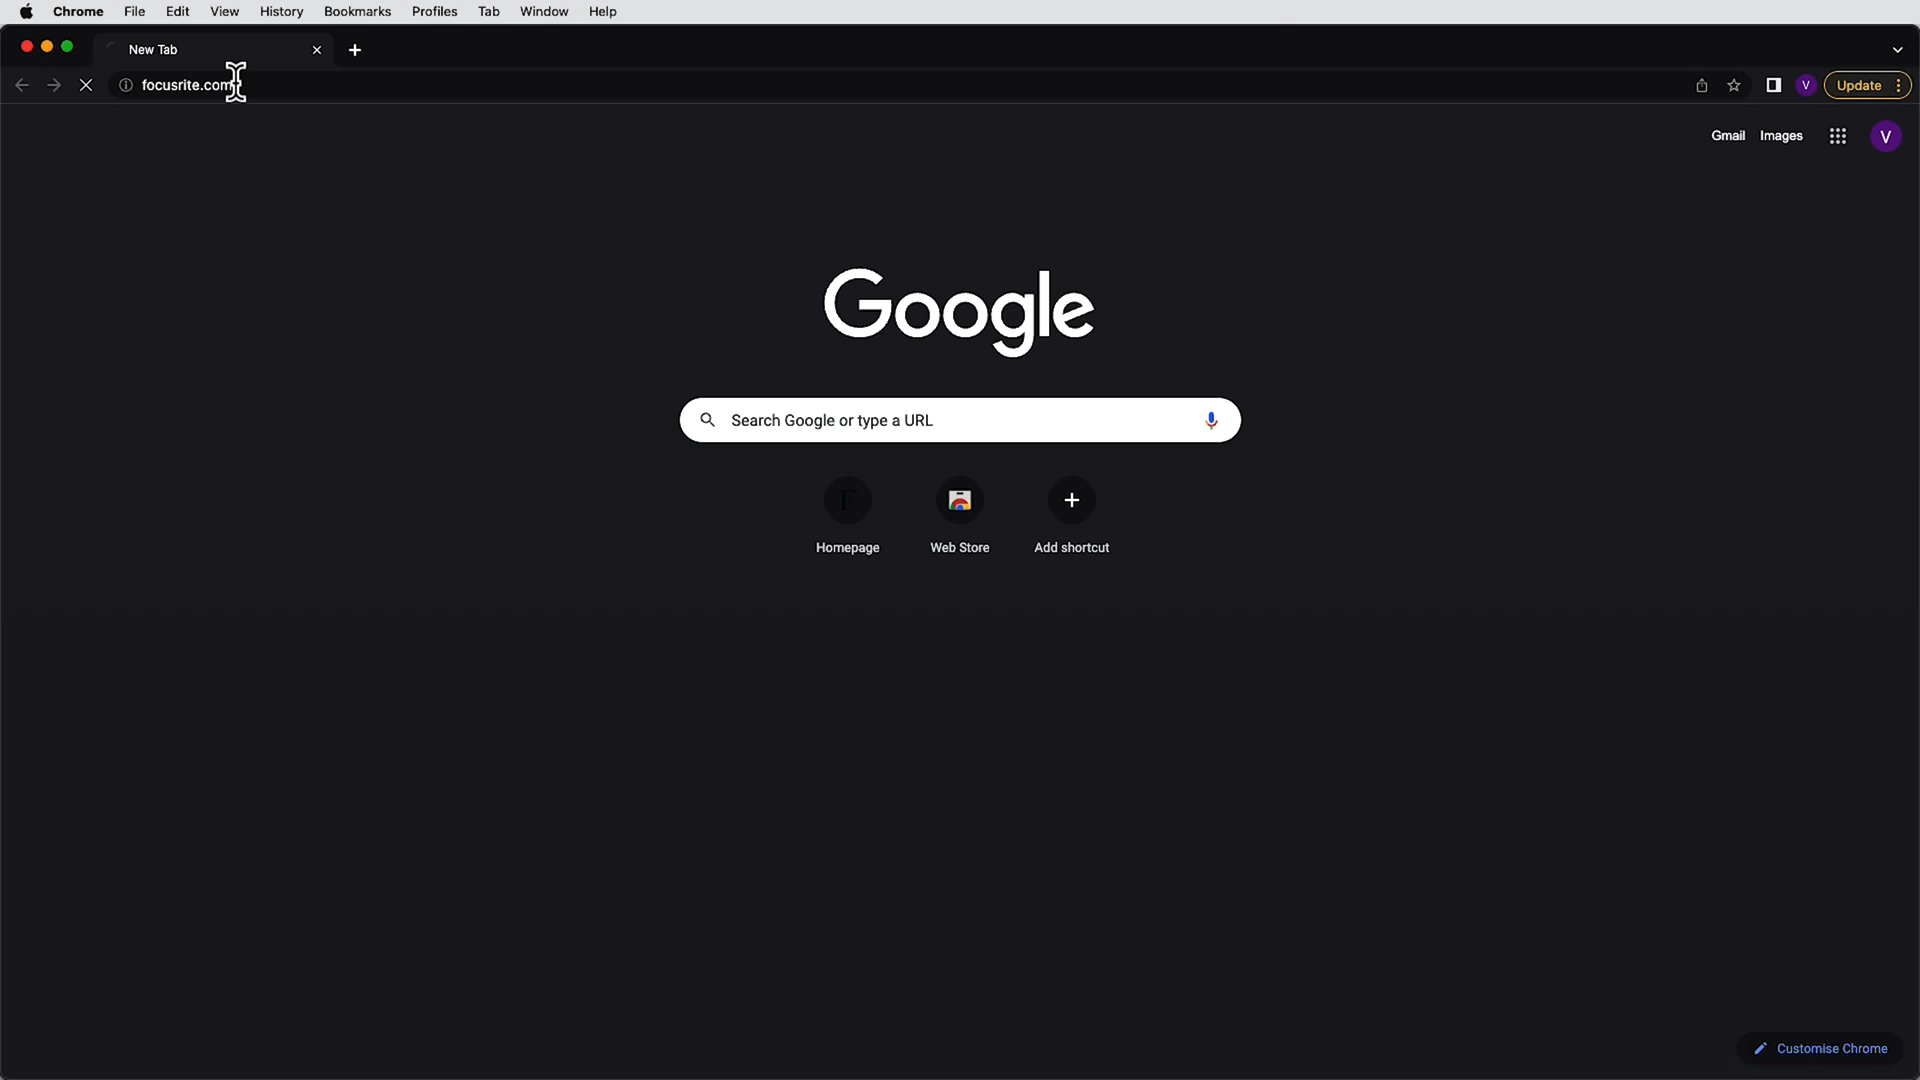 Chrome File Edit View History Bookmarks Profiles Tab Window Help
New Tab
focusrite.com
V
Update
Gmail Images
V
Google
Search Google or type a URL
F
Homepage Web Store Add shortcut
Customise Chrome